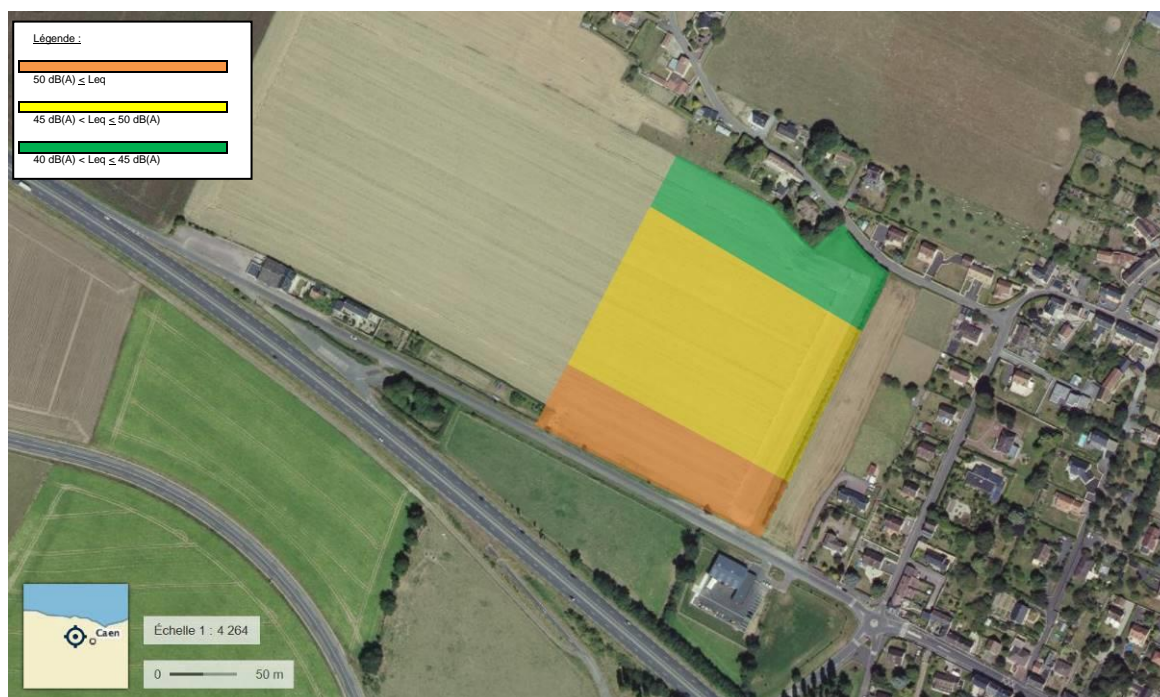 Légende :
50 dB(A) ≤ Leq
45 dB(A) < Leq ≤ 50 dB(A)
40 dB(A) < Leq ≤ 45 dB(A)
Caen
Échelle 1 : 4 264
0 50 m